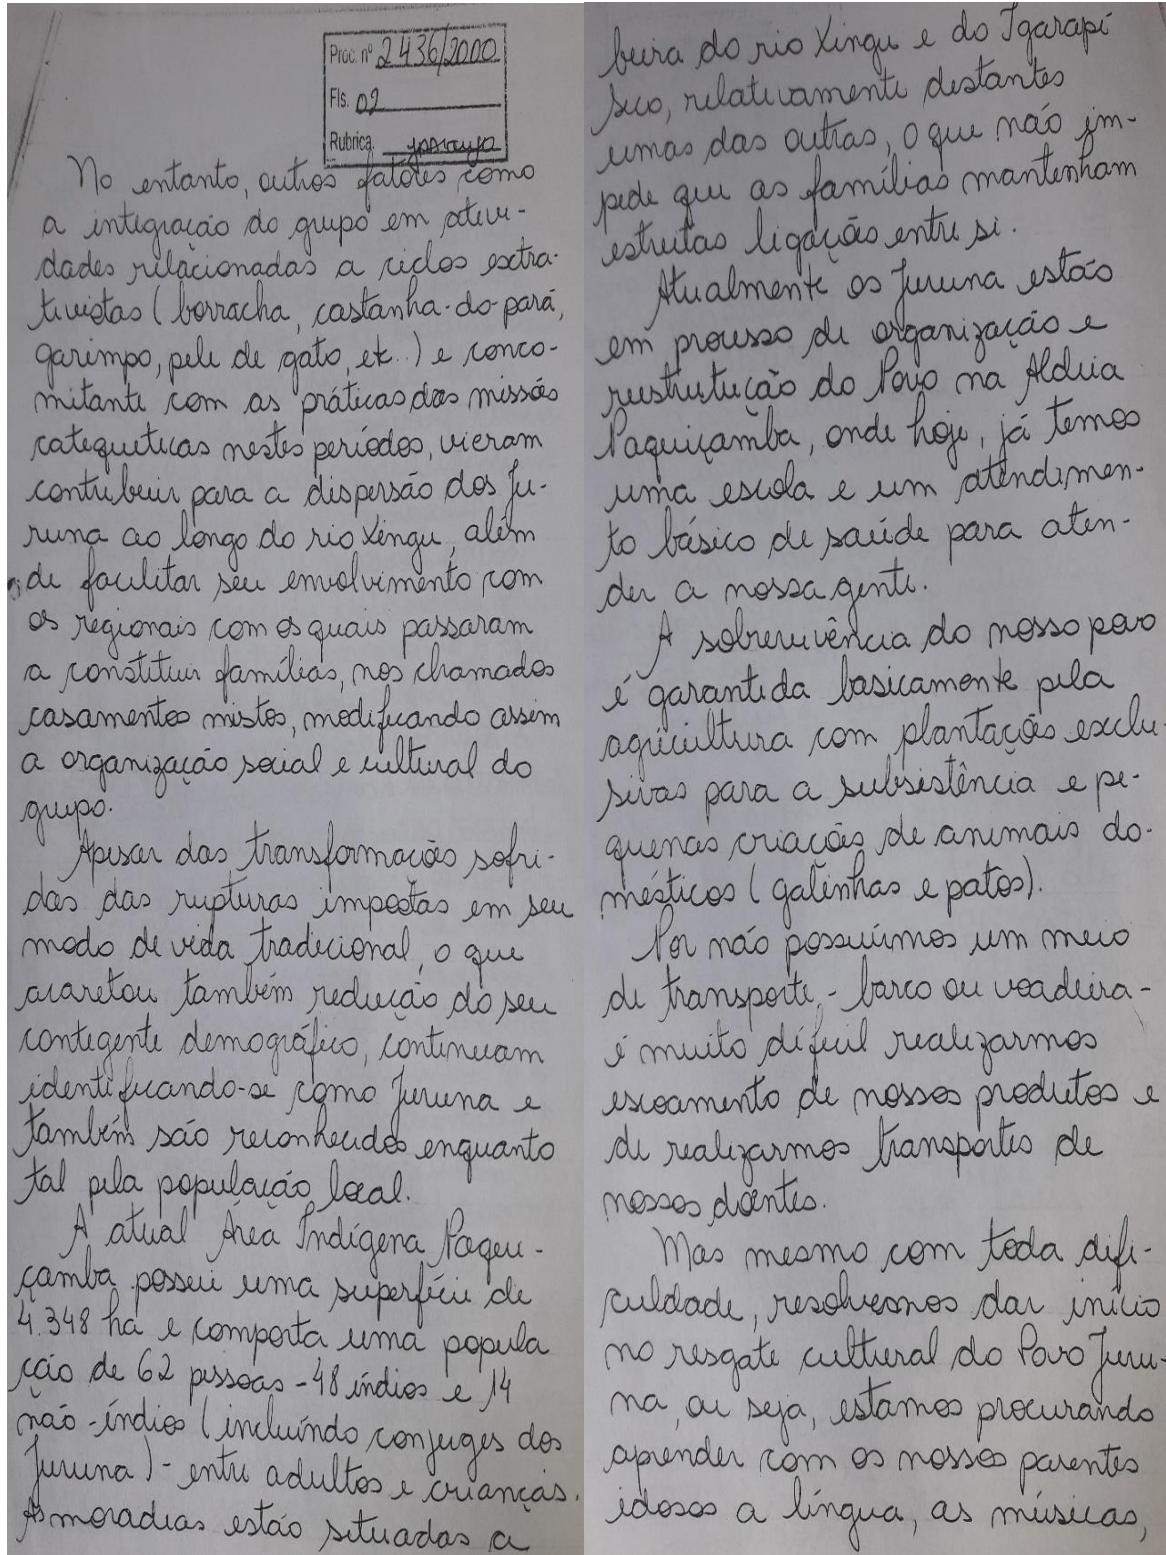 Proc. nº 2436/2000
Fls. 02
Rubrica
No entanto, outros fatores como
a integração do grupo em ativi-
dades relacionadas a ciclos extra-
tivistas (borracha, castanha-do-pará,
garimpo, pele de gato, etc.) e conco-
mitante com as práticas das missões
catequeticas nestes períodos, vieram
contribuir para a dispersão dos Ju-
runa ao longo do rio Xingu, além
de facilitar seu envolvimento com
os regionais com os quais passaram
a constituir famílias, nos chamados
casamentos mistos, modificando assim
a organização social e cultural do
grupo.
Apesar das transformações sofri-
das das rupturas impostas em seu
modo de vida tradicional, o que
acaretou também redução do seu
contigente demográfico, continuam
identificando-se como Juruna e
também são reconhecidos enquanto
tal pela população local.
A atual Área Indígena Paqui-
çamba possui uma superfície de
4.348 há e comporta uma popula
ção de 62 pessoas - 48 índios e 14
não-índios (incluíndo conjuges dos
Juruna) - entre adultos e crianças.
As moradias estão situadas a
beira do rio Xingu e do Igarapé
Seco, relativamente distantes
umas das outras, o que não im-
pede que as famílias mantenham
estreitas ligações entre si.
Atualmente os Juruna estão
em processo de organização e
reestrutução do Povo na Aldeia
Paquiçamba, onde hoje, já temos
uma escola e um atendimen-
to básico de saúde para aten-
der a nossa gente.
A sobrevivência do nosso povo
é garantida basicamente pela
agricultura com plantações exclu-
sivas para a subsistência e pe-
quenas criações de animais do-
mésticos (galinhas e patos).
Por não possuírmos um meio
de transporte, - barco ou voadeira -
é muito difícil realizarmos
escoamento de nossos produtos e
de realizarmos transportes de
nossos doentes.
Mas mesmo com toda difi-
culdade, resolvemos dar início
no resgate cultural do Povo Juru-
na, ou seja, estamos procurando
aprender com os nossos parentes
idosos a língua, as músicas,